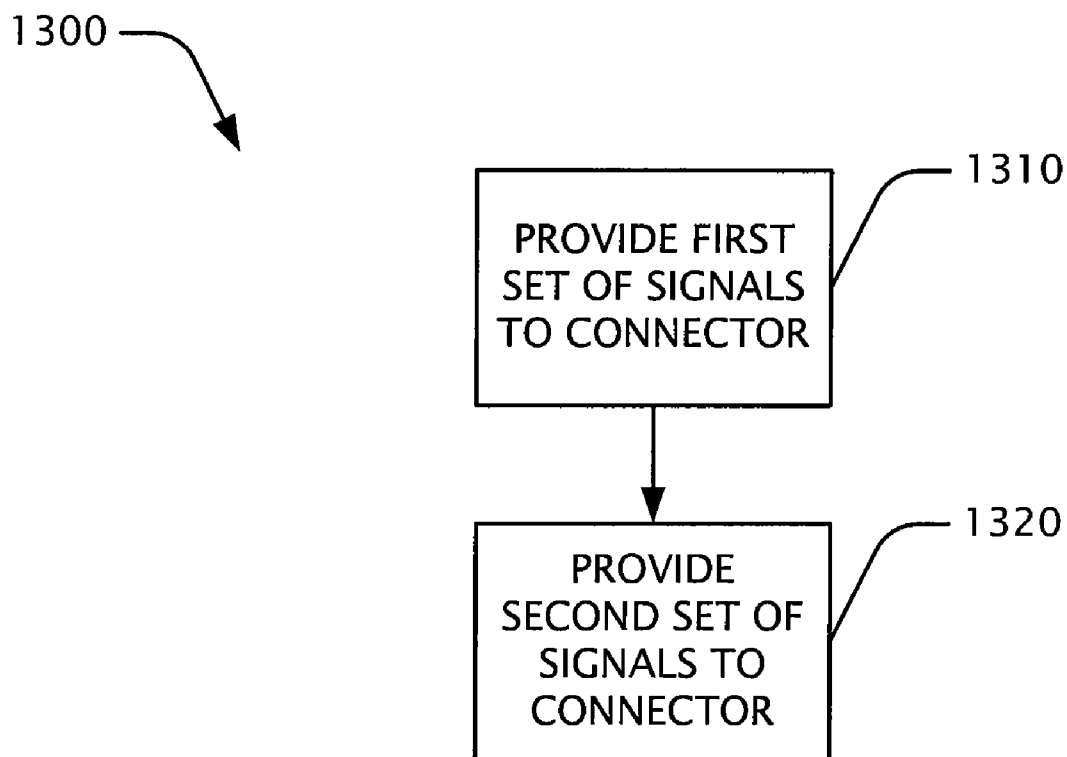 1300
1310
PROVIDE FIRST
SET OF SIGNALS
TO CONNECTOR
1320
PROVIDE
SECOND SET OF
SIGNALS TO
CONNECTOR